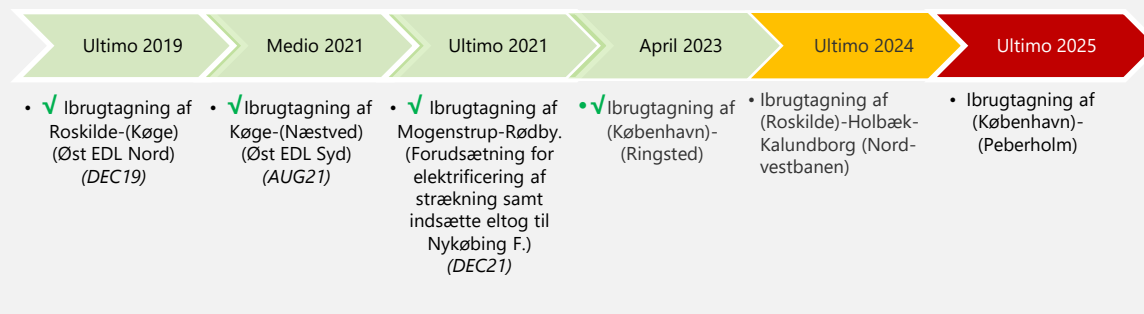 Ultimo 2019
Medio 2021
Ultimo 2021
April 2023
Ultimo 2024
Ultimo 2025
• √ Ibrugtagning af
Roskilde-(Køge)
(Øst EDL Nord)
(DEC19)
• √Ibrugtagning af
Køge-(Næstved)
(Øst EDL Syd)
(AUG21)
• √ Ibrugtagning af
Mogenstrup-Rødby.
(Forudsætning for
elektrificering af
strækning samt
indsætte eltog til
Nykøbing F.)
(DEC21)
• √Ibrugtagning af
(København)-
(Ringsted)
• Ibrugtagning af
(Roskilde)-Holbæk-
Kalundborg (Nord-
vestbanen)
• Ibrugtagning af
(København)-
(Peberholm)